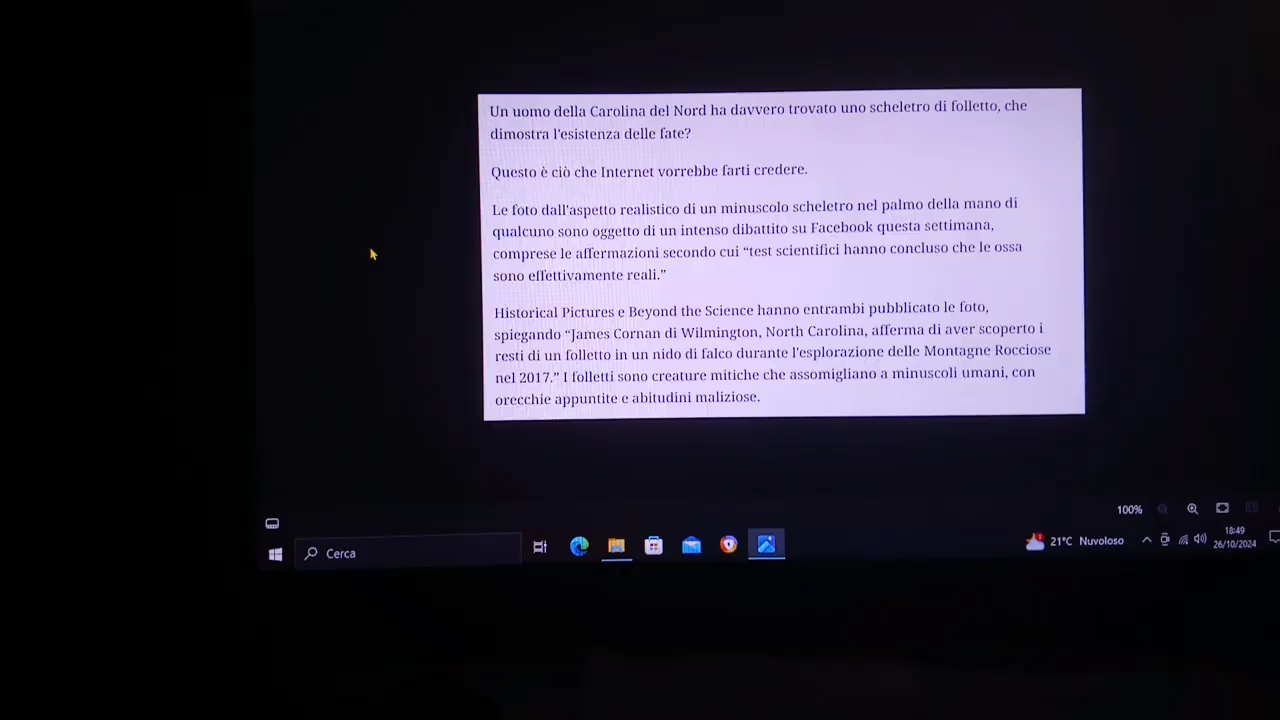 Un uomo della Carolina del Nord ha davvero trovato uno scheletro di folletto, che
dimostra l'esistenza delle fate?
Questo è ciò che Internet vorrebbe farti credere.
Le foto dall'aspetto realistico di un minuscolo scheletro nel palmo della mano di
qualcuno sono oggetto di un intenso dibattito su Facebook questa settimana,
comprese le affermazioni secondo cui “test scientifici hanno concluso che le ossa
sono effettivamente reali.”
Historical Pictures e Beyond the Science hanno entrambi pubblicato le foto,
spiegando “James Cornan di Wilmington, North Carolina, afferma di aver scoperto i
resti di un folletto in un nido di falco durante l'esplorazione delle Montagne Rocciose
nel 2017.” I folletti sono creature mitiche che assomigliano a minuscoli umani, con
orecchie appuntite e abitudini maliziose.
100%
Cerca
21°C Nuvoloso
18:49
26/10/2024